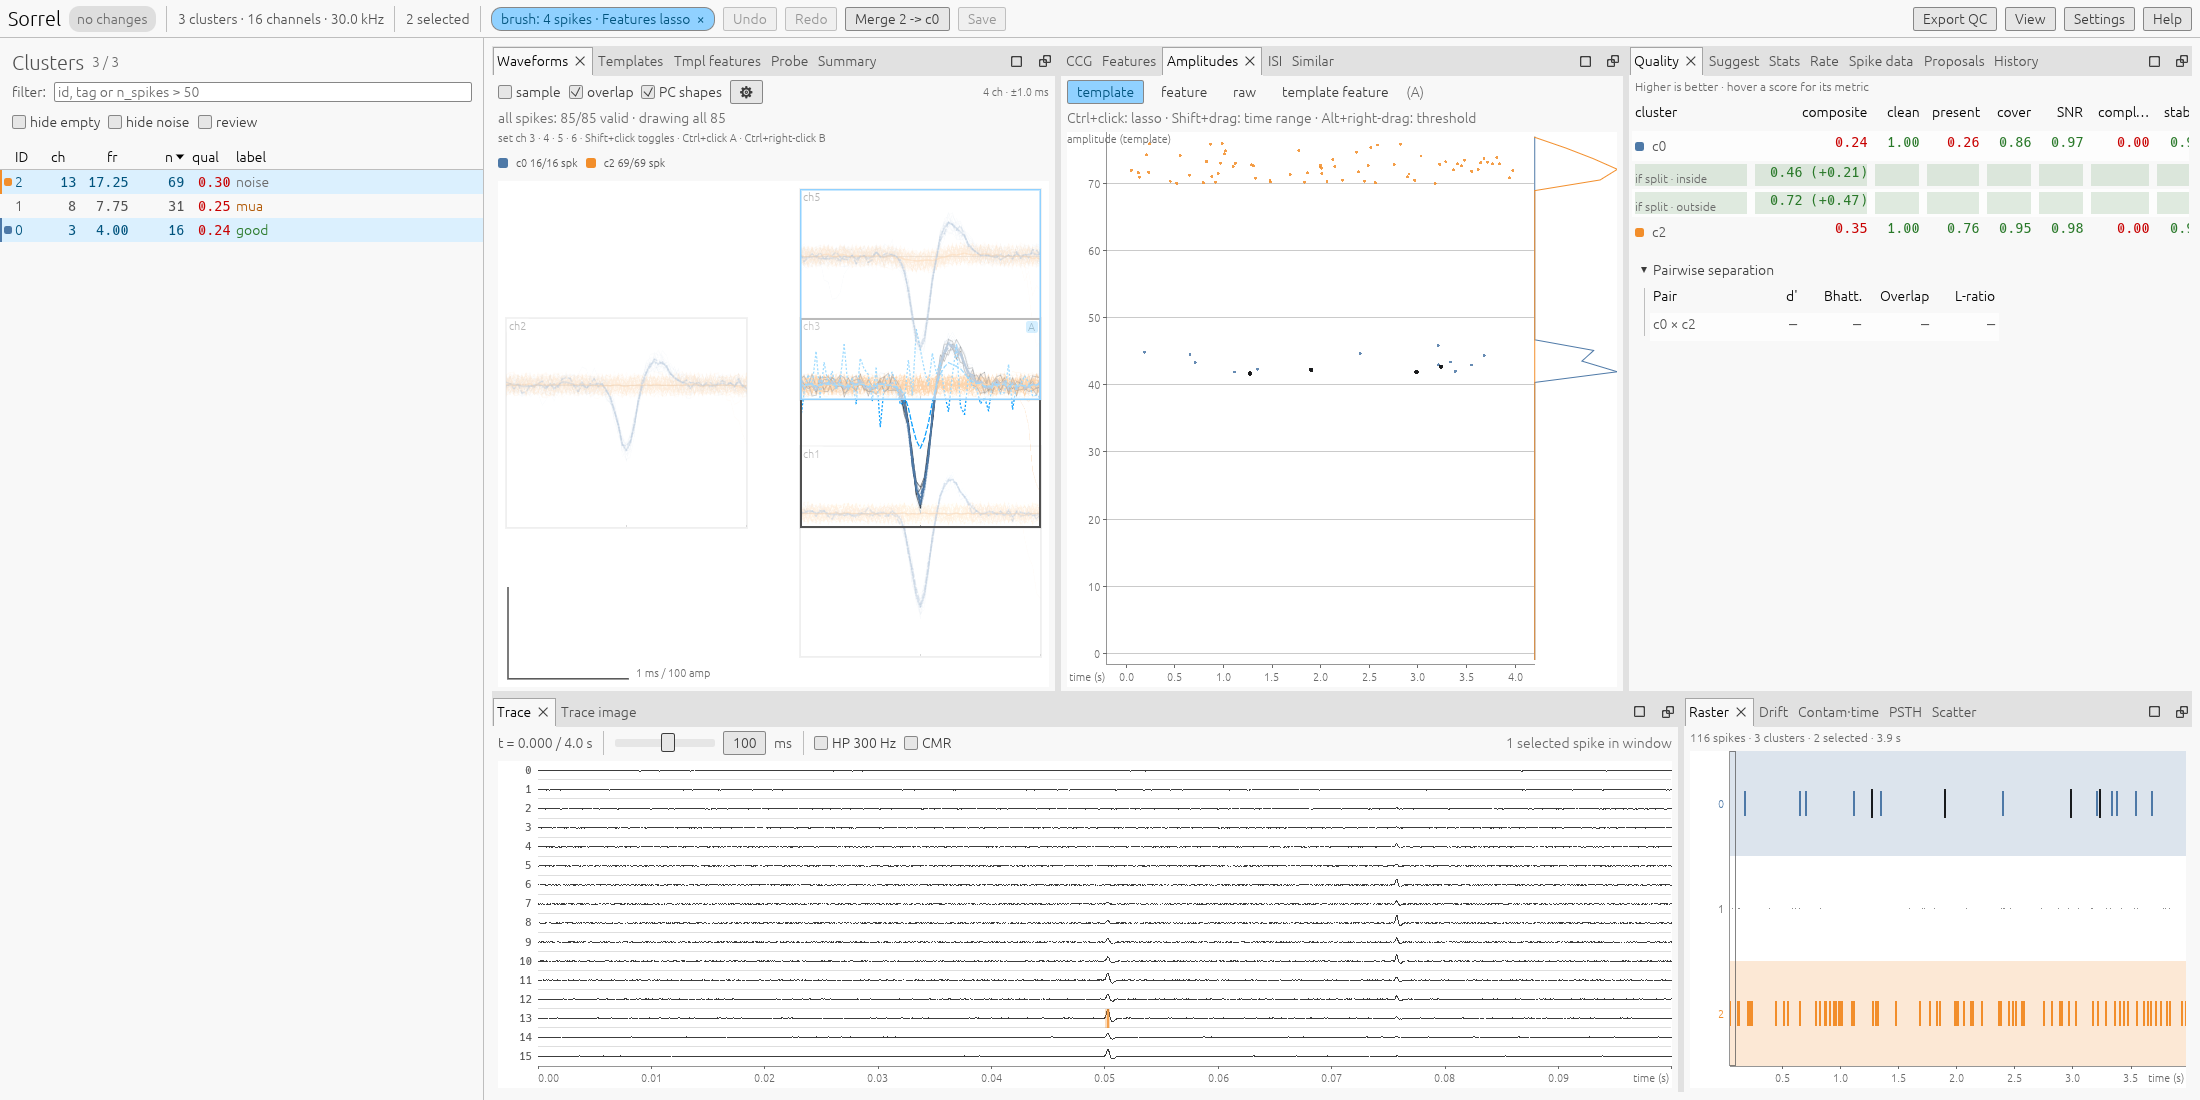 Sorrel no changes 3 clusters · 16 channels · 30.0 kHz 2 selected brush: 4 spikes · Features lasso × Undo Redo Merge 2 -> c0 Save Export QC View Settings Help
Clusters 3 / 3
filter: id, tag or n_spikes > 50
hide empty hide noise review
ID ch fr n▼ qual label
2 13 17.25 69 0.30 noise
1 8 7.75 31 0.25 mua
0 3 4.00 16 0.24 good
Waveforms Templates Tmpl features Probe Summary
sample overlap PC shapes 4 ch · ±1.0 ms
all spikes: 85/85 valid · drawing all 85
set ch 3 · 4 · 5 · 6 · Shift+click toggles · Ctrl+click A · Ctrl+right-click B
c0 16/16 spk c2 69/69 spk
ch5
ch2
ch3 A
ch1
1 ms / 100 amp
CCG Features Amplitudes ISI Similar
template feature raw template feature (A)
Ctrl+click: lasso · Shift+drag: time range · Alt+right-drag: threshold
amplitude (template)
70
60
50
40
30
20
10
0
time (s) 0.0 0.5 1.0 1.5 2.0 2.5 3.0 3.5 4.0
Quality Suggest Stats Rate Spike data Proposals History
Higher is better · hover a score for its metric
cluster composite clean present cover SNR compl… stab
c0 0.24 1.00 0.26 0.86 0.97 0.00
if split · inside 0.46 (+0.21)
if split · outside 0.72 (+0.47)
c2 0.35 1.00 0.76 0.95 0.98 0.00
▼ Pairwise separation
Pair d' Bhatt. Overlap L-ratio
c0 × c2 — — — —
Trace Trace image
t = 0.000 / 4.0 s 100 ms HP 300 Hz CMR 1 selected spike in window
0
1
2
3
4
5
6
7
8
9
10
11
12
13
14
15
0.00 0.01 0.02 0.03 0.04 0.05 0.06 0.07 0.08 0.09 time (s)
Raster Drift Contam·time PSTH Scatter
116 spikes · 3 clusters · 2 selected · 3.9 s
0
1
2
0.5 1.0 1.5 2.0 2.5 3.0 3.5 time (s)